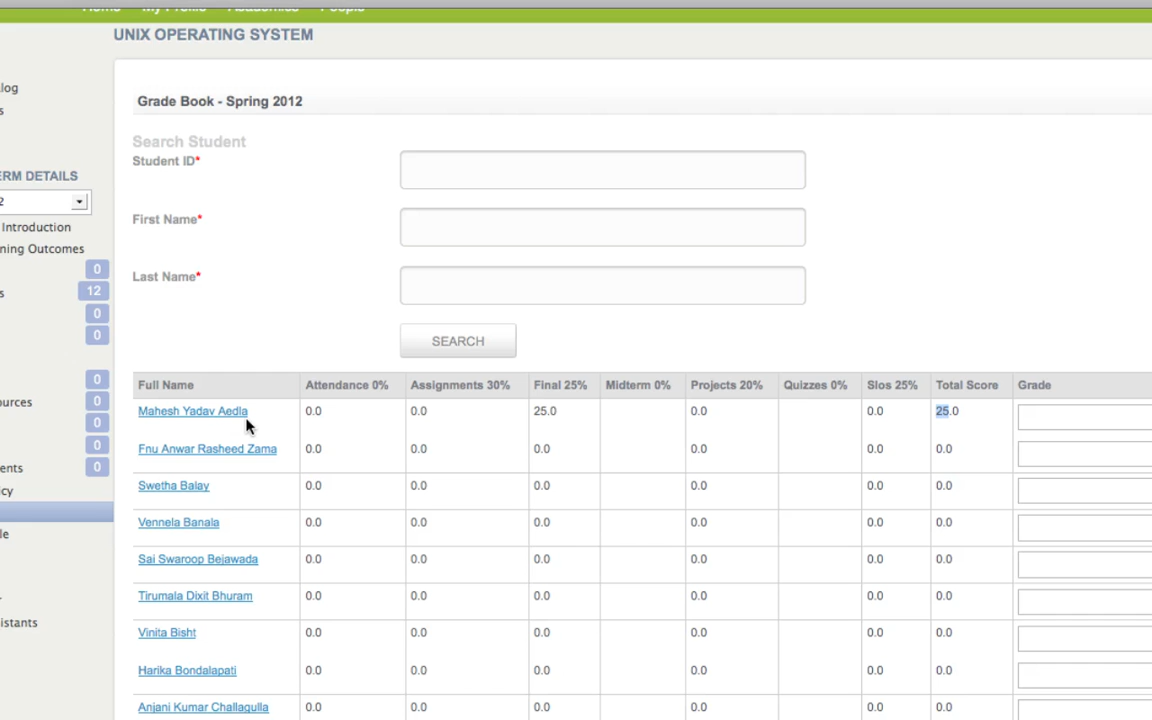 Home My Profile Academics People
UNIX OPERATING SYSTEM
log
s
Grade Book - Spring 2012
Search Student
Student ID*
ERM DETAILS
2
Introduction
First Name*
ning Outcomes
0
Last Name*
s 12
0
0
SEARCH
0
Full Name Attendance 0% Assignments 30% Final 25% Midterm 0% Projects 20% Quizzes 0% Slos 25% Total Score Grade
ources 0
Mahesh Yadav Aedla 0.0 0.0 25.0 0.0 0.0 25.0
0
0
Fnu Anwar Rasheed Zama 0.0 0.0 0.0 0.0 0.0 0.0
ents 0
Swetha Balay 0.0 0.0 0.0 0.0 0.0 0.0
icy
Vennela Banala 0.0 0.0 0.0 0.0 0.0 0.0
le
Sai Swaroop Bejawada 0.0 0.0 0.0 0.0 0.0 0.0
Tirumala Dixit Bhuram 0.0 0.0 0.0 0.0 0.0 0.0
istants
Vinita Bisht 0.0 0.0 0.0 0.0 0.0 0.0
Harika Bondalapati 0.0 0.0 0.0 0.0 0.0 0.0
Anjani Kumar Challagulla 0.0 0.0 0.0 0.0 0.0 0.0